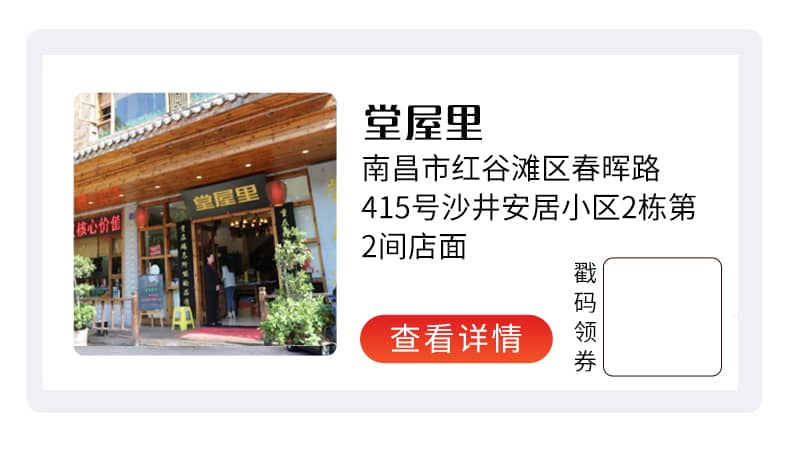 堂屋里
南昌市红谷滩区春晖路
415号沙井安居小区2栋第
2间店面
查看详情
戳
码
领
券
堂屋里
核心价值